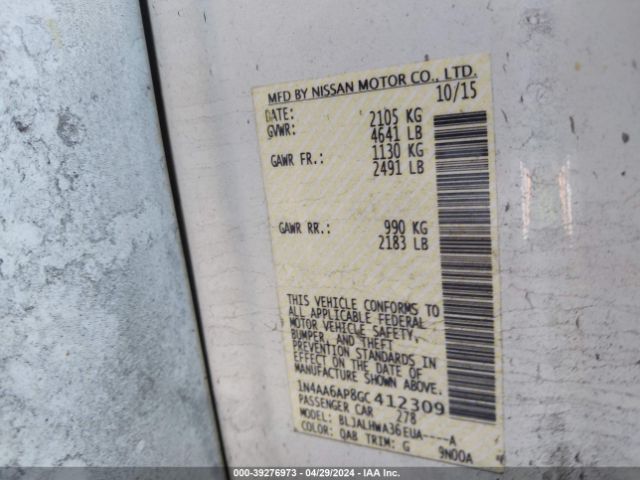 MFD BY NISSAN MOTOR CO., LTD.
DATE: 10/15
GVWR: 2105 KG
4641 LB
GAWR FR.: 1130 KG
2491 LB
GAWR RR.: 990 KG
2183 LB
THIS VEHICLE CONFORMS TO
ALL APPLICABLE FEDERAL
MOTOR VEHICLE SAFETY,
BUMPER, AND THEFT
PREVENTION STANDARDS IN
EFFECT ON THE DATE OF
MANUFACTURE SHOWN ABOVE.
1N4AA6AP8GC412309
PASSENGER CAR 278
MODEL: BLJALHWA36EUA----A
COLOR: QAB TRIM: G 9N00A
000-39276973 / 04/29/2024 - IAAI.COM